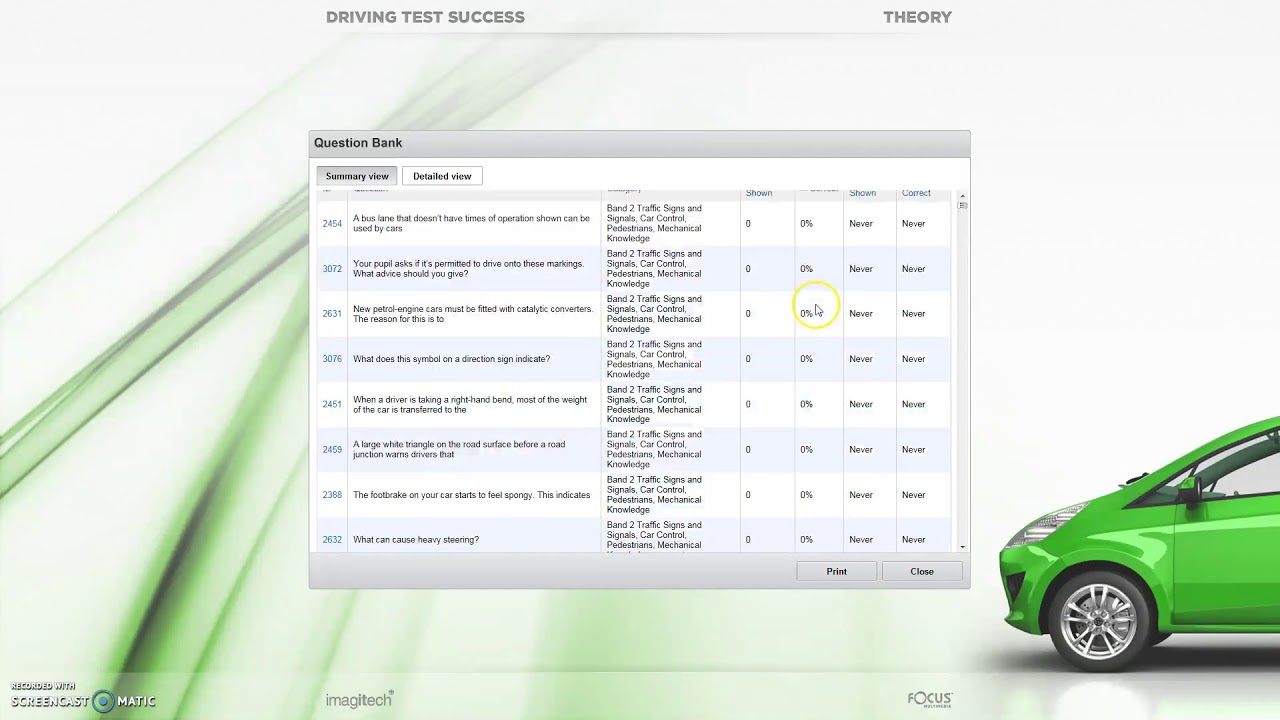 DRIVING TEST SUCCESS
THEORY
Question Bank
Summary view
Detailed view
Shown
Correct
Shown
Correct
2454
A bus lane that doesn't have times of operation shown can be
used by cars
Band 2 Traffic Signs and
Signals, Car Control,
Pedestrians, Mechanical
Knowledge
0
0%
Never
Never
3072
Your pupil asks if it's permitted to drive onto these markings.
What advice should you give?
Band 2 Traffic Signs and
Signals, Car Control,
Pedestrians, Mechanical
Knowledge
0
0%
Never
Never
2631
New petrol-engine cars must be fitted with catalytic converters.
The reason for this is to
Band 2 Traffic Signs and
Signals, Car Control,
Pedestrians, Mechanical
Knowledge
0
0%
Never
Never
3076
What does this symbol on a direction sign indicate?
Band 2 Traffic Signs and
Signals, Car Control,
Pedestrians, Mechanical
Knowledge
0
0%
Never
Never
2451
When a driver is taking a right-hand bend, most of the weight
of the car is transferred to the
Band 2 Traffic Signs and
Signals, Car Control,
Pedestrians, Mechanical
Knowledge
0
0%
Never
Never
2459
A large white triangle on the road surface before a road
junction warns drivers that
Band 2 Traffic Signs and
Signals, Car Control,
Pedestrians, Mechanical
Knowledge
0
0%
Never
Never
2388
The footbrake on your car starts to feel spongy. This indicates
Band 2 Traffic Signs and
Signals, Car Control,
Pedestrians, Mechanical
Knowledge
0
0%
Never
Never
2622
What can cause heavy steering?
Band 2 Traffic Signs and
Signals, Car Control,
Pedestrians, Mechanical
0
0%
Never
Never
Print
Close
RECORDED WITH
SCREENCAST MATIC
imagitech
FOCUS
MULTIMEDIA